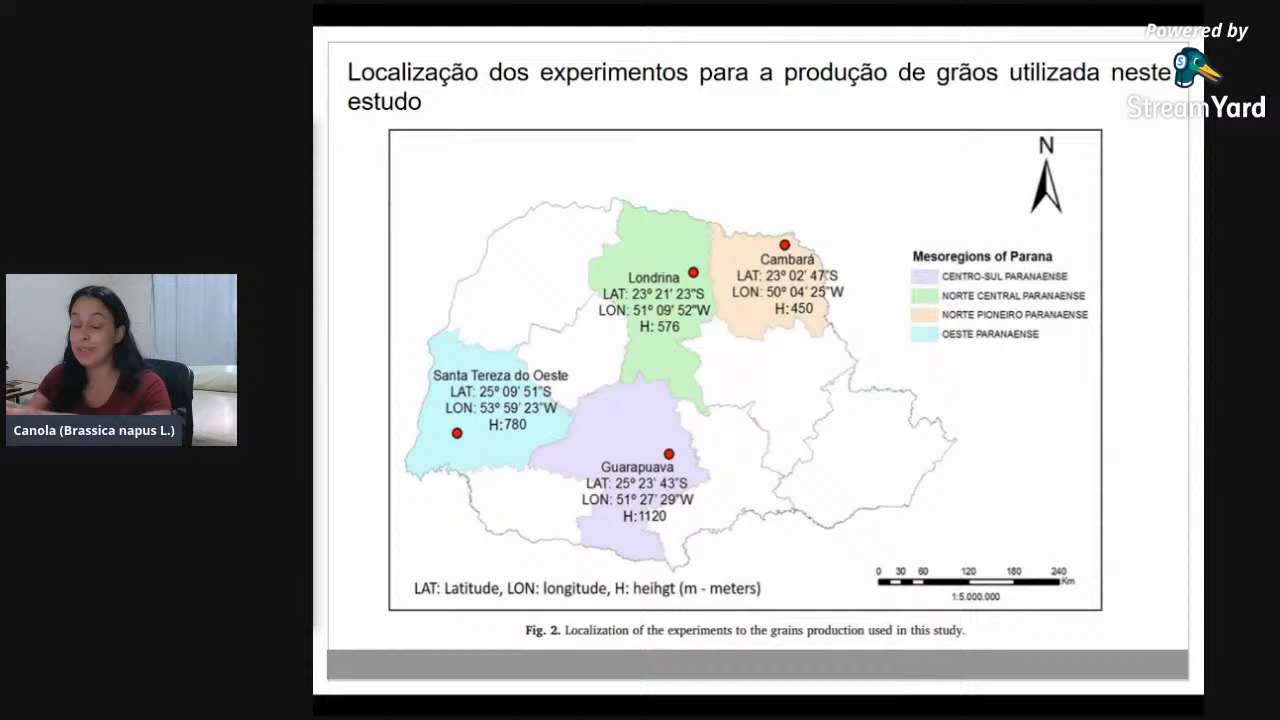 Powered by
StreamYard
Localização dos experimentos para a produção de grãos utilizada neste
estudo
N
Mesoregions of Parana
CENTRO-SUL PARANAENSE
NORTE CENTRAL PARANAENSE
NORTE PIONEIRO PARANAENSE
OESTE PARANAENSE
Cambará
LAT: 23º 02' 47"S
LON: 50º 04' 25"W
H:450
Londrina
LAT: 23º 21' 23"S
LON: 51º 09' 52"W
H: 576
Santa Tereza do Oeste
LAT: 25º 09' 51"S
LON: 53º 59' 23"W
H:780
Guarapuava
LAT: 25º 23' 43"S
LON: 51º 27' 29"W
H:1120
LAT: Latitude, LON: longitude, H: heihgt (m - meters)
0 30 60 120 180 240
Km
1:5.000.000
Fig. 2. Localization of the experiments to the grains production used in this study.
Canola (Brassica napus L.)